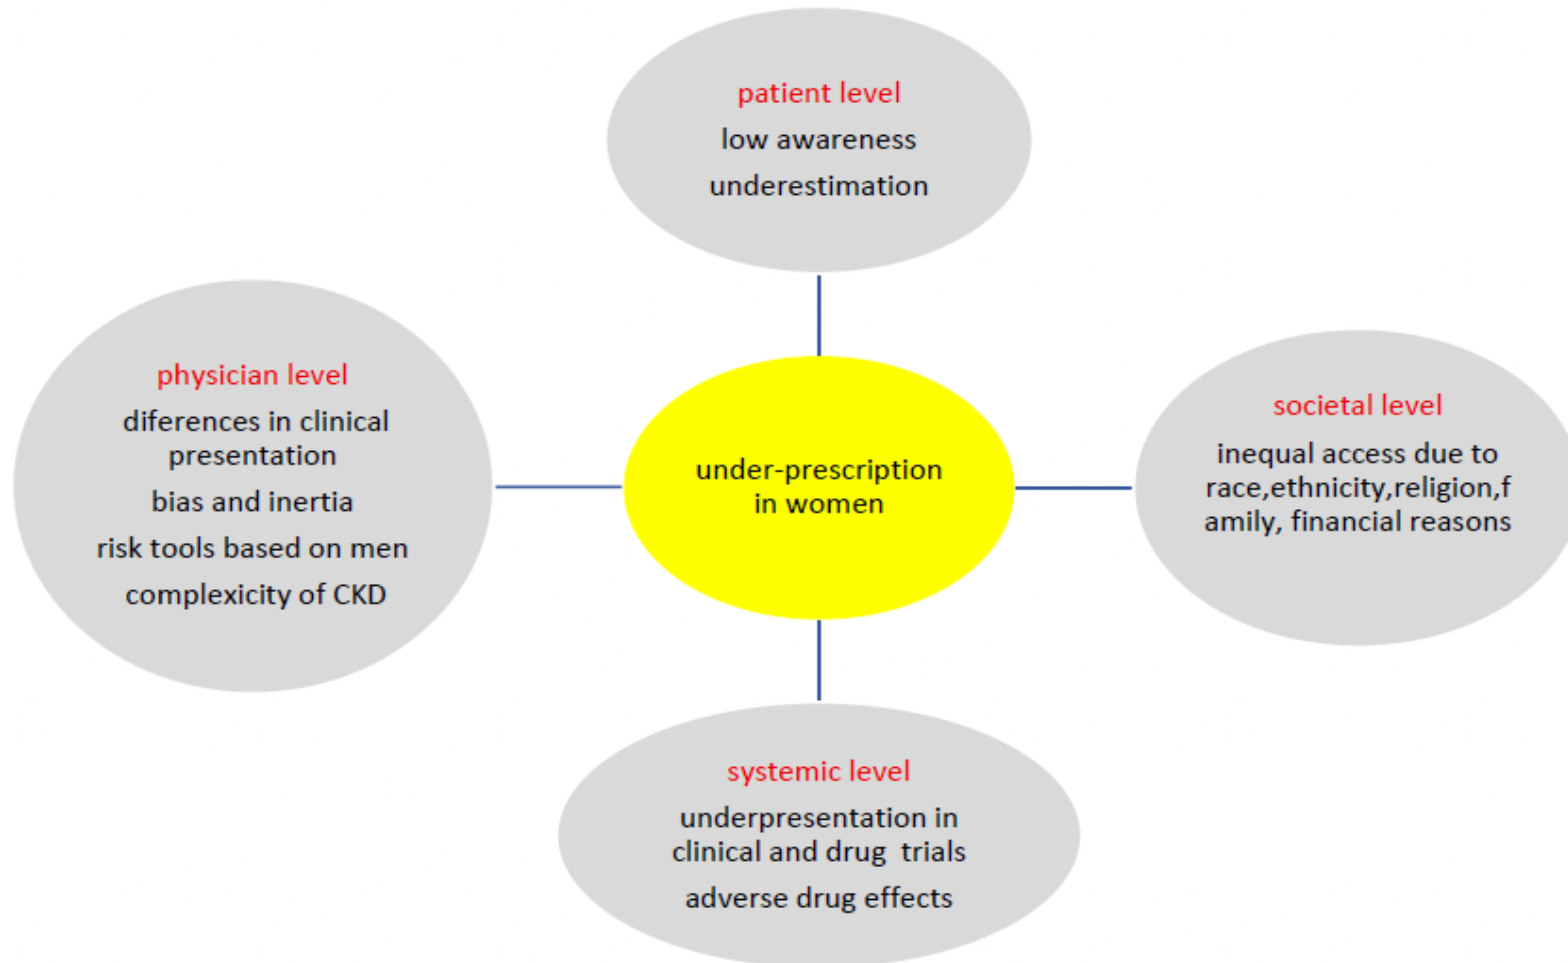 patient level
low awareness
underestimation
physician level
diferences in clinical
presentation
bias and inertia
risk tools based on men
complexicity of CKD
under-prescription
in women
societal level
inequal access due to
race,ethnicity,religion,f
amily, financial reasons
systemic level
underpresentation in
clinical and drug  trials
adverse drug effects